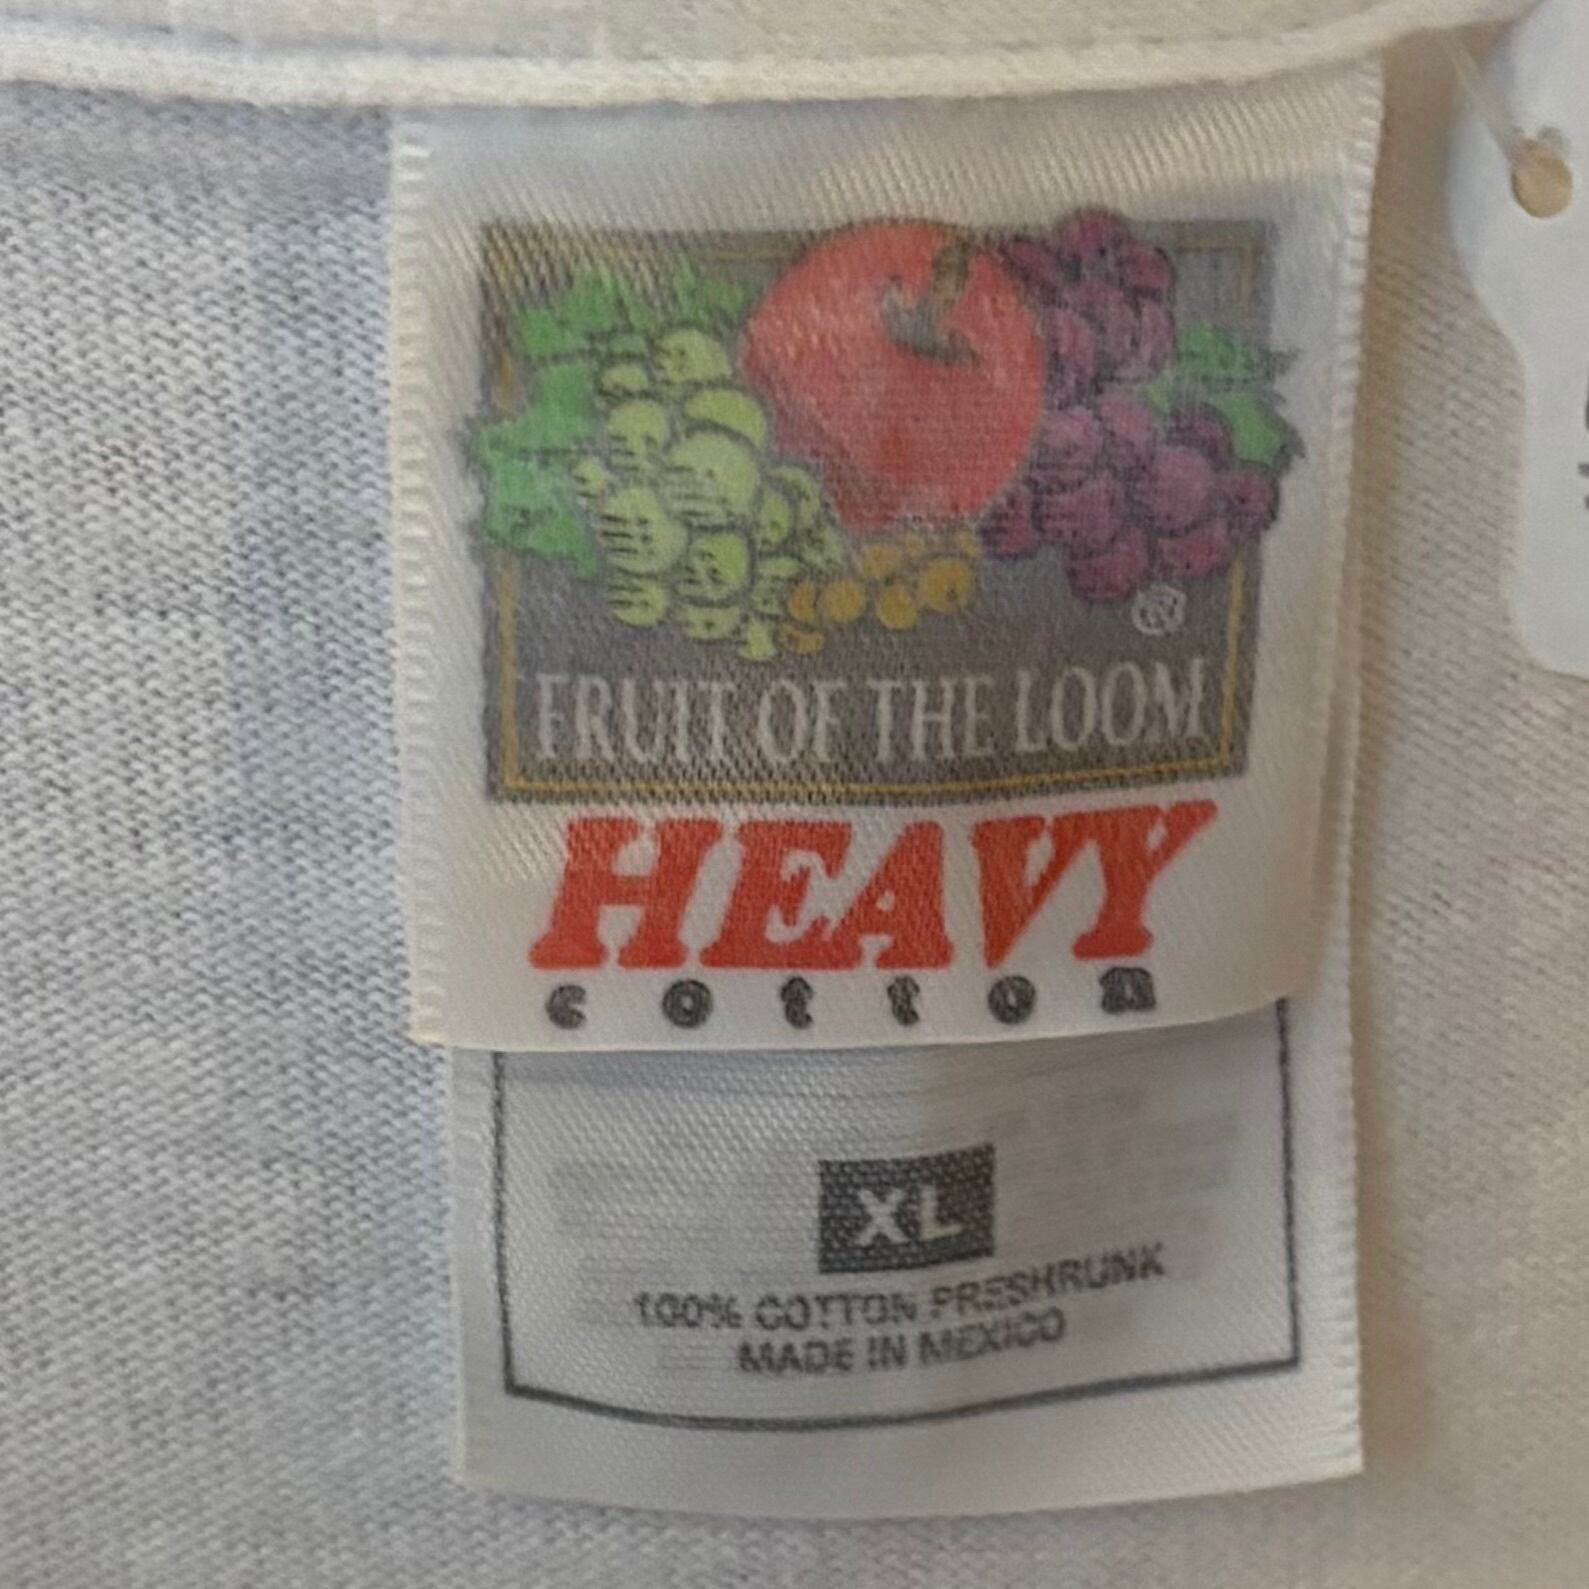 ®
FRUIT OF THE LOOM
HEAVY
cotton
XL
100% COTTON PRESHRUNK
MADE IN MEXICO